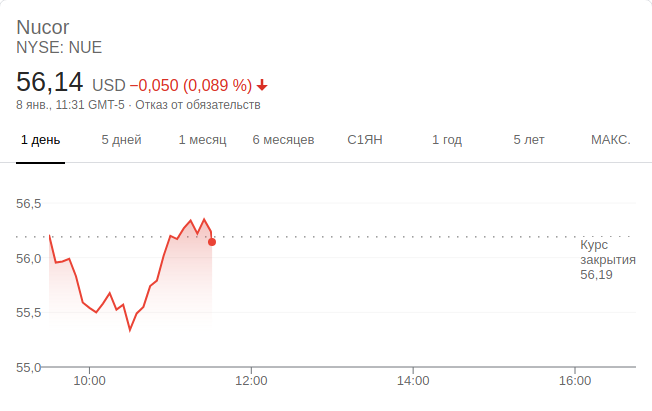 Nucor
NYSE: NUE
56,14 USD −0,050 (0,089 %)
8 янв., 11:31 GMT-5 · Отказ от обязательств
1 день 5 дней 1 месяц 6 месяцев С1ЯН 1 год 5 лет МАКС.
56,5
56,0
55,5
55,0
Курс
закрытия
56,19
10:00 12:00 14:00 16:00